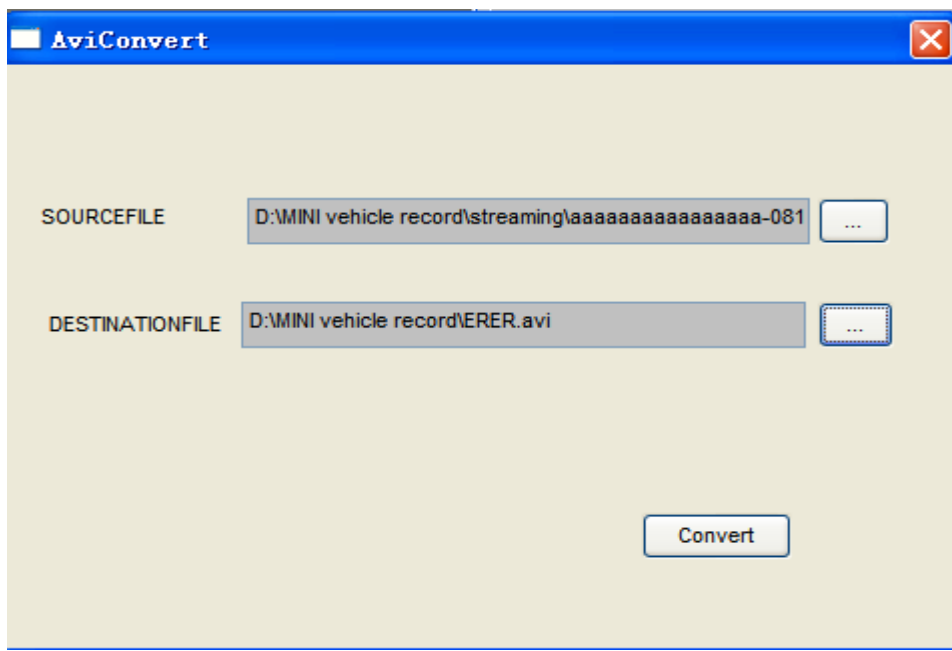 AviConvert
SOURCEFILE D:\MINI vehicle record\streaming\aaaaaaaaaaaaaaaa-081 ...
DESTINATIONFILE D:\MINI vehicle record\ERER.avi ...
Convert